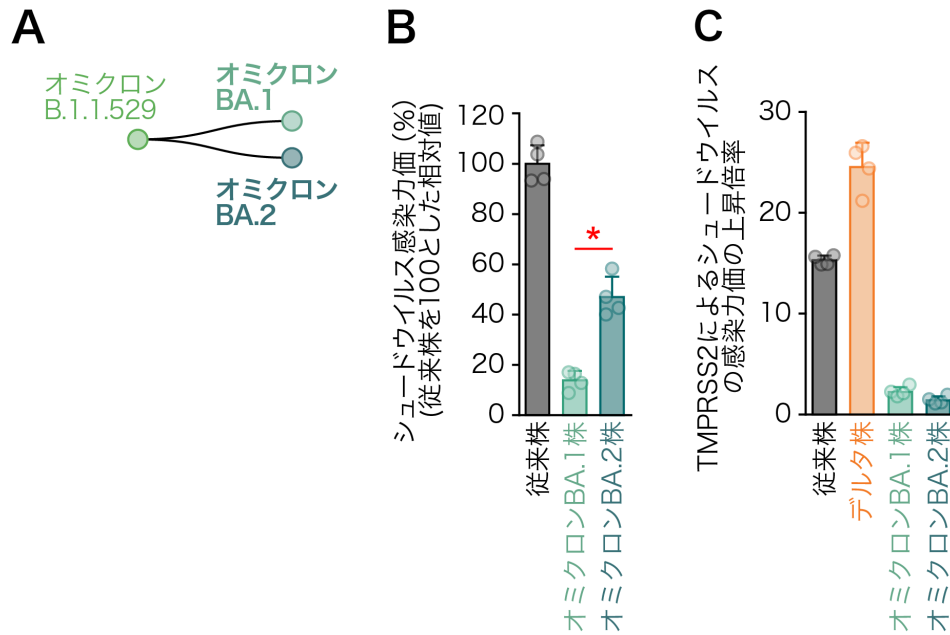 A
オミクロン
B.1.1.529
オミクロン
BA.1
オミクロン
BA.2
B
シュードウイルス感染力価 (%)
(従来株を100とした相対値)
120
100
80
60
40
20
0
*
従来株
オミクロンBA.1株
オミクロンBA.2株
C
TMPRSS2によるシュードウイルス
の感染力価の上昇倍率
30
20
10
0
従来株
デルタ株
オミクロンBA.1株
オミクロンBA.2株